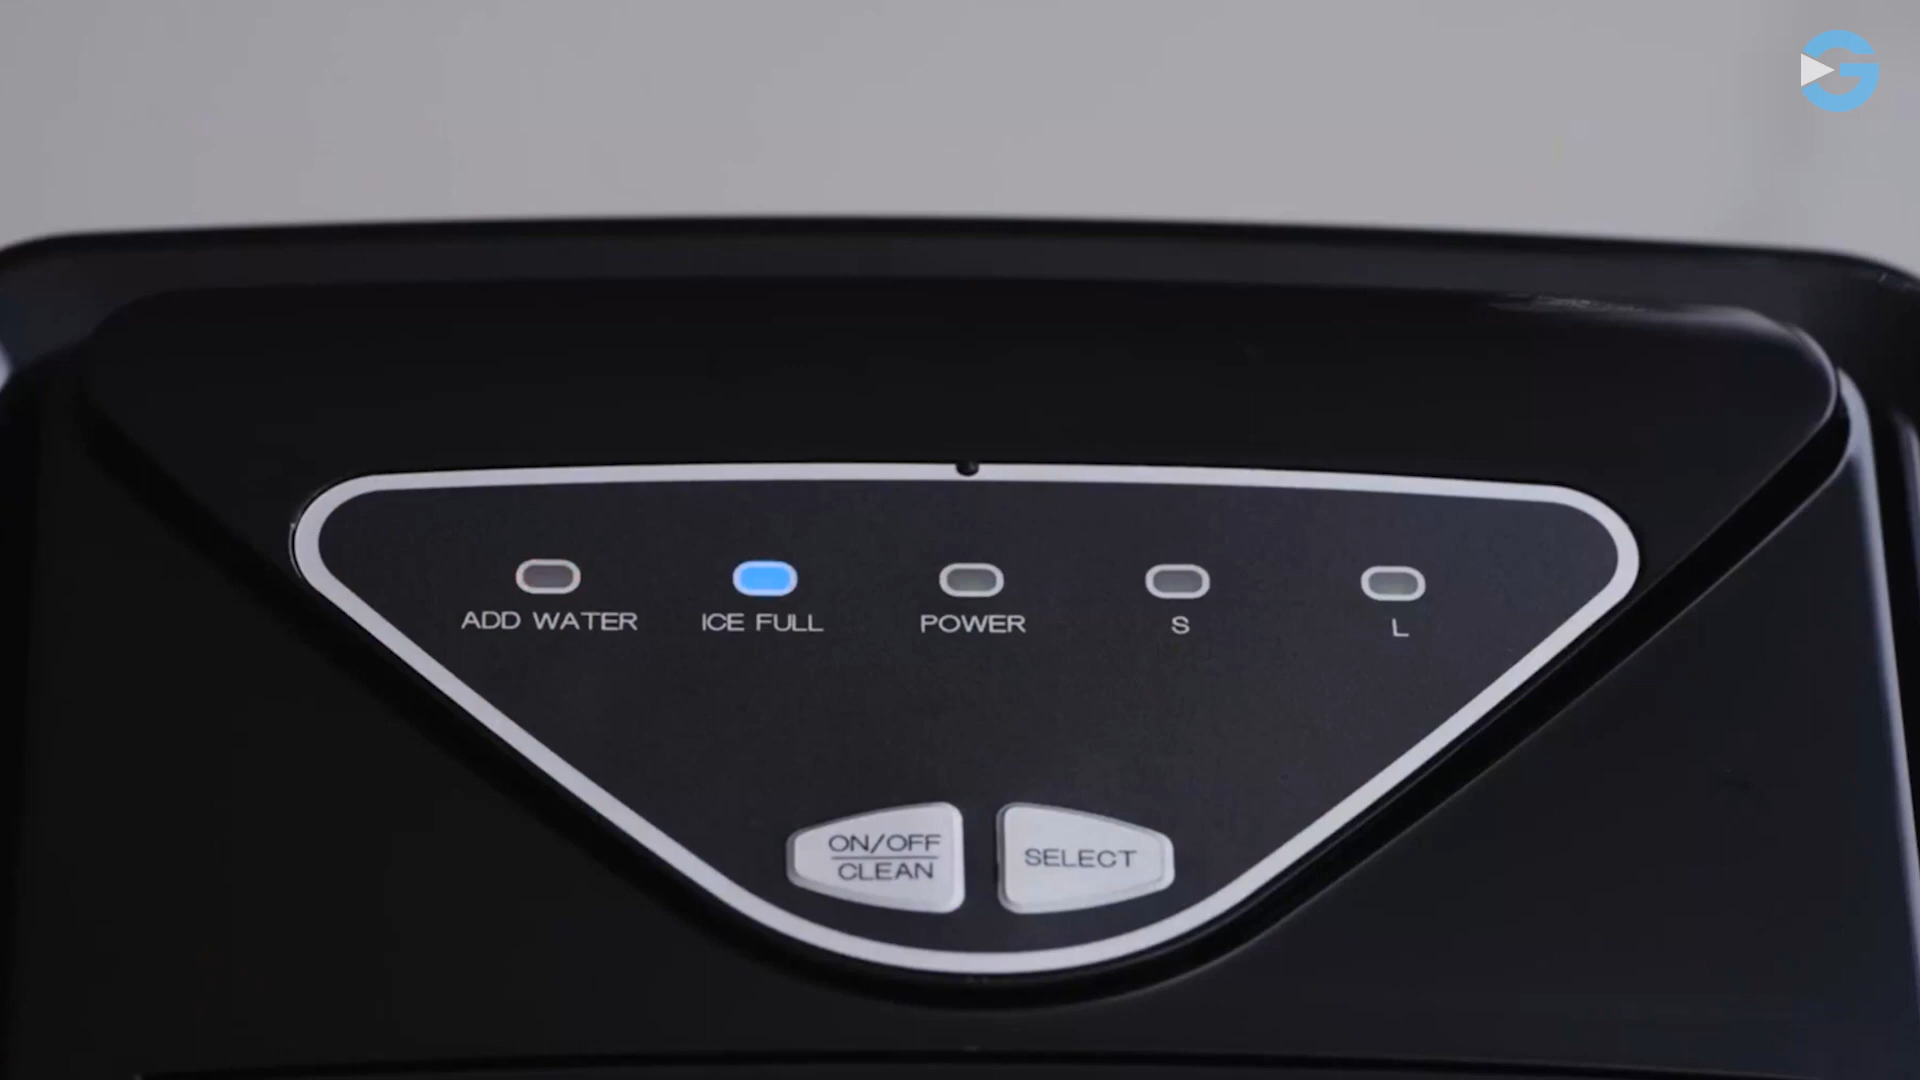 ADD WATER
ICE FULL
POWER
S
L
ON/OFF
CLEAN
SELECT